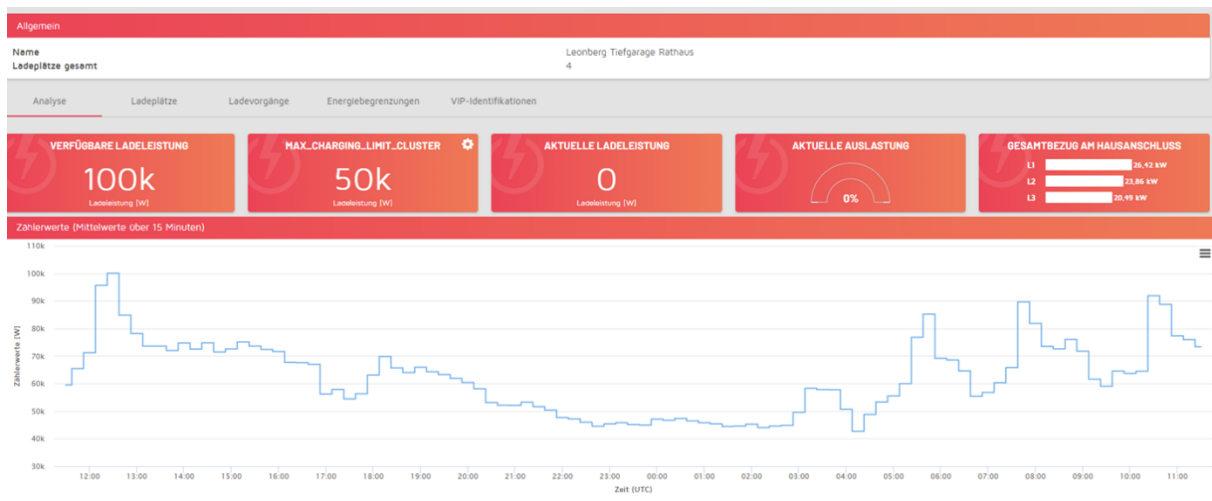 Allgemein
Name Leonberg Tiefgarage Rathaus
Ladeplätze gesamt 4
Analyse Ladeplätze Ladevorgänge Energiebegrenzungen VIP-Identifikationen
VERFÜGBARE LADELEISTUNG
100k
Ladeleistung [W]
MAX_CHARGING_LIMIT_CLUSTER
50k
Ladeleistung [W]
AKTUELLE LADELEISTUNG
0
Ladeleistung [W]
AKTUELLE AUSLASTUNG
0%
GESAMTBEZUG AM HAUSANSCHLUSS
L1 26,42 kW
L2 23,86 kW
L3 20,49 kW
Zählerwerte (Mittelwerte über 15 Minuten)
110k
100k
90k
80k
70k
60k
50k
40k
30k
Zählerwerte [W]
12:00 13:00 14:00 15:00 16:00 17:00 18:00 19:00 20:00 21:00 22:00 23:00 00:00 01:00 02:00 03:00 04:00 05:00 06:00 07:00 08:00 09:00 10:00 11:00
Zeit (UTC)